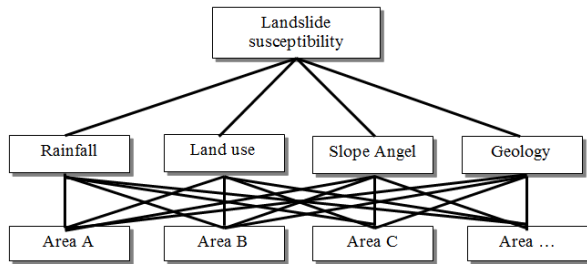 Landslide
susceptibility
Rainfall
Land use
Slope Angel
Geology
Area A
Area B
Area C
Area ...